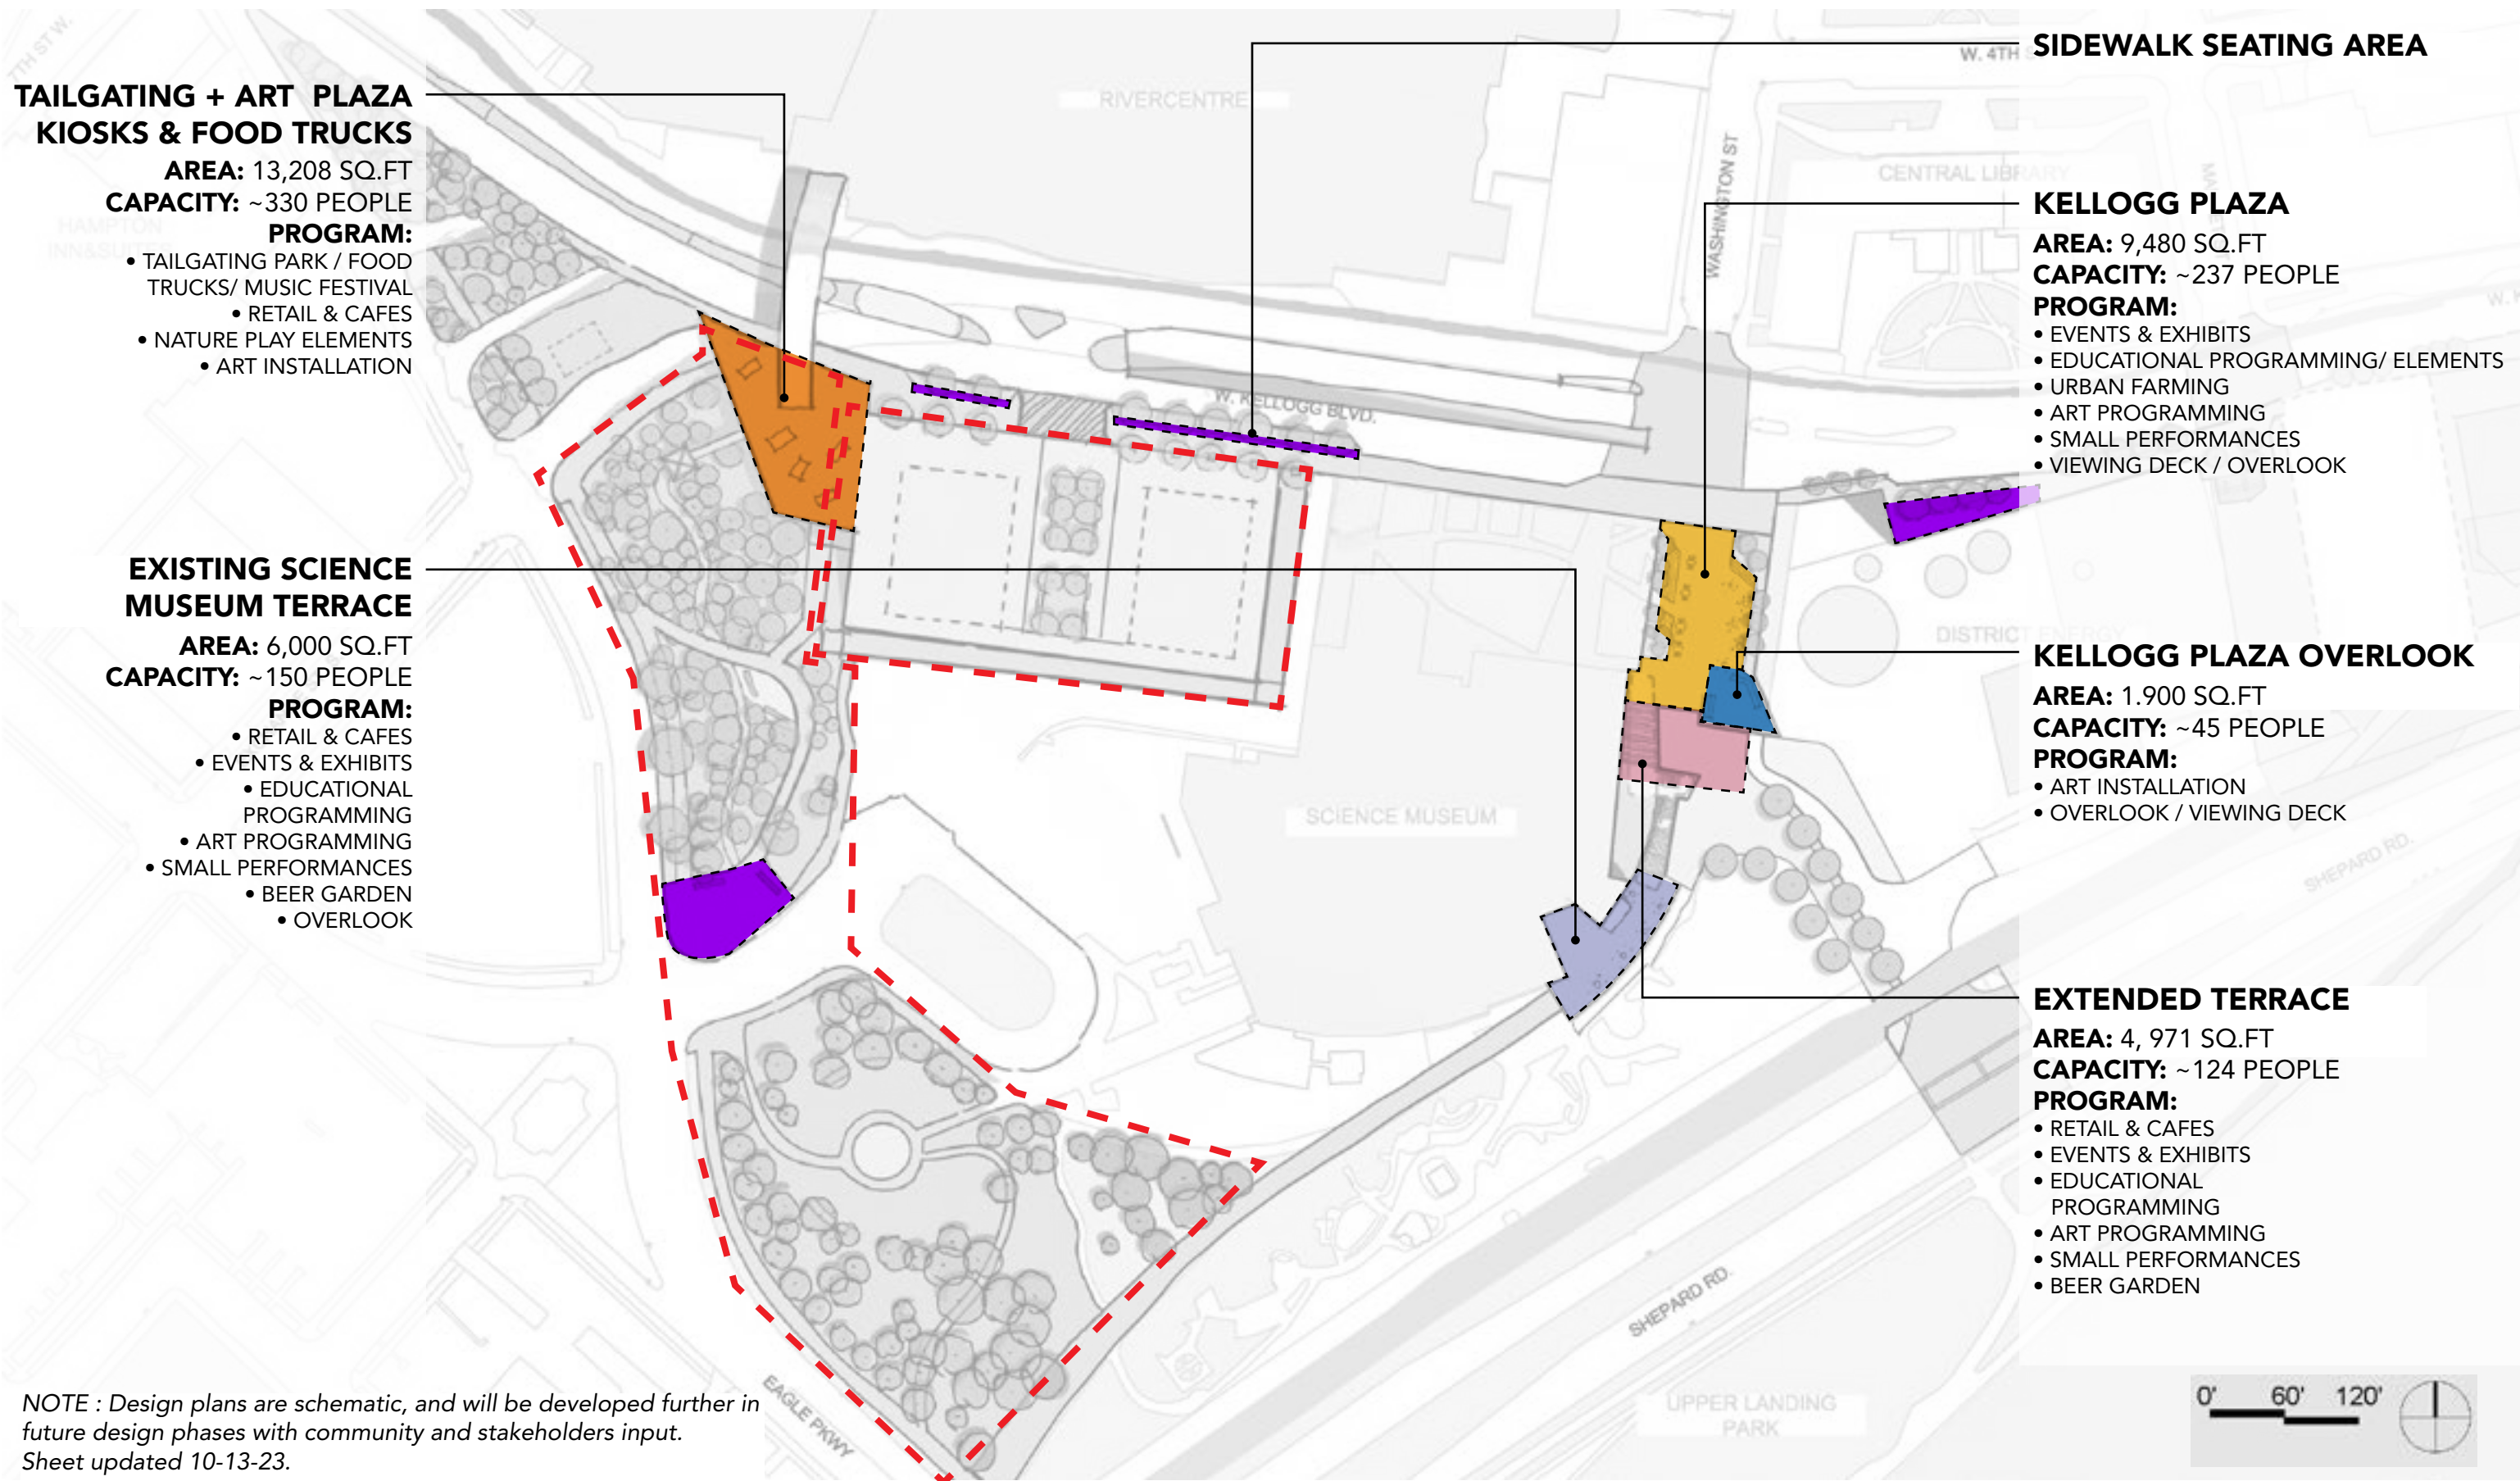 7TH ST W.
TAILGATING + ART PLAZA
KIOSKS & FOOD TRUCKS
AREA: 13,208 SQ.FT
CAPACITY: ~330 PEOPLE
PROGRAM:
• TAILGATING PARK / FOOD
TRUCKS/ MUSIC FESTIVAL
• RETAIL & CAFES
• NATURE PLAY ELEMENTS
• ART INSTALLATION
HAMPTON
INN&SUITES
EXISTING SCIENCE
MUSEUM TERRACE
AREA: 6,000 SQ.FT
CAPACITY: ~150 PEOPLE
PROGRAM:
• RETAIL & CAFES
• EVENTS & EXHIBITS
• EDUCATIONAL
PROGRAMMING
• ART PROGRAMMING
• SMALL PERFORMANCES
• BEER GARDEN
• OVERLOOK
RIVERCENTRE
W. KELLOGG BLVD.
WASHINGTON ST
W. 4TH
CENTRAL LIBRARY
DISTRICT ENERGY
SCIENCE MUSEUM
SHEPARD RD.
SHEPARD RD.
EAGLE PKWY
UPPER LANDING
PARK
SIDEWALK SEATING AREA
KELLOGG PLAZA
AREA: 9,480 SQ.FT
CAPACITY: ~237 PEOPLE
PROGRAM:
• EVENTS & EXHIBITS
• EDUCATIONAL PROGRAMMING/ ELEMENTS
• URBAN FARMING
• ART PROGRAMMING
• SMALL PERFORMANCES
• VIEWING DECK / OVERLOOK
KELLOGG PLAZA OVERLOOK
AREA: 1.900 SQ.FT
CAPACITY: ~45 PEOPLE
PROGRAM:
• ART INSTALLATION
• OVERLOOK / VIEWING DECK
EXTENDED TERRACE
AREA: 4, 971 SQ.FT
CAPACITY: ~124 PEOPLE
PROGRAM:
• RETAIL & CAFES
• EVENTS & EXHIBITS
• EDUCATIONAL
PROGRAMMING
• ART PROGRAMMING
• SMALL PERFORMANCES
• BEER GARDEN
NOTE : Design plans are schematic, and will be developed further in
future design phases with community and stakeholders input.
Sheet updated 10-13-23.
0' 60' 120'